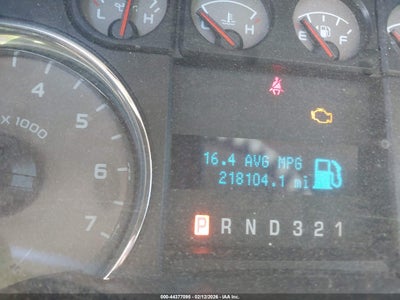 L H
L H
E F
4
5
6
7
x 1000
16.4 AVG MPG
218104.1 mi
P R N D 3 2 1
000-44377095 - 02/12/2026 - IAA Inc.